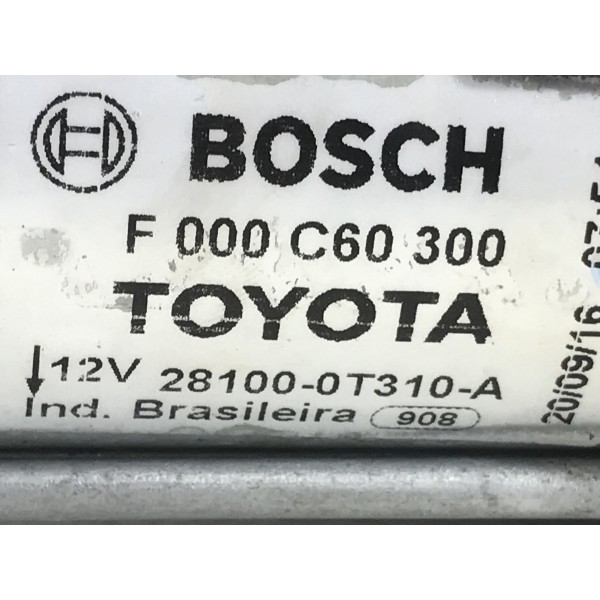 BOSCH
F 000 C60 300
TOYOTA
12V 28100-0T310-A
Ind. Brasileira 908
20/09/16